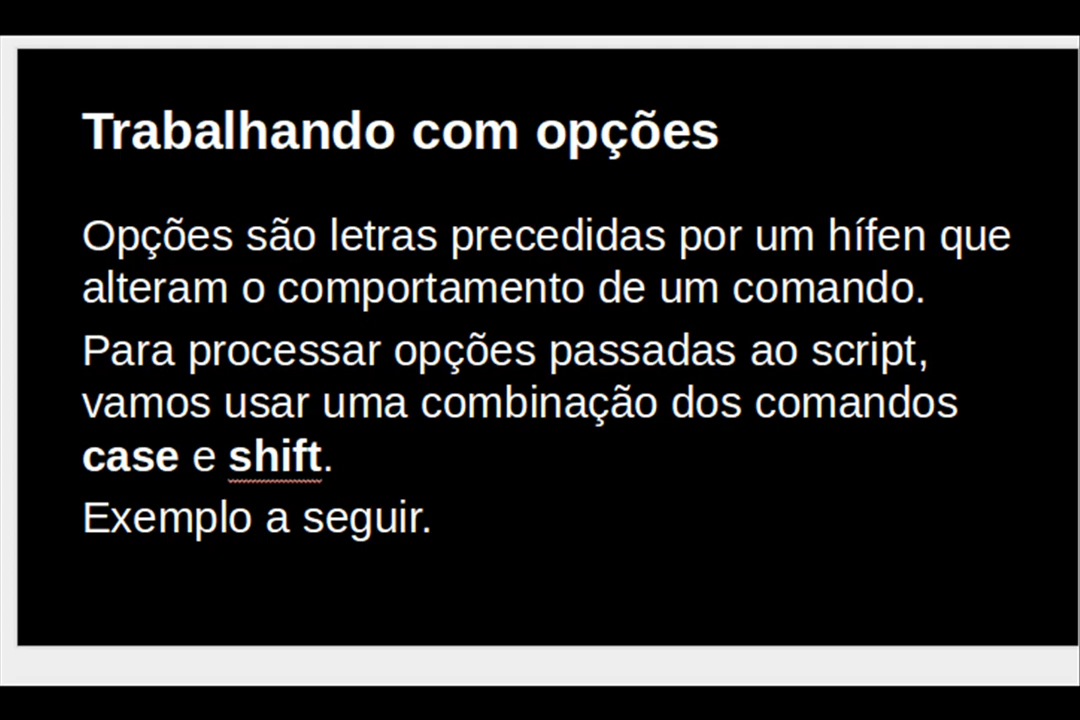 Trabalhando com opções
Opções são letras precedidas por um hífen que
alteram o comportamento de um comando.
Para processar opções passadas ao script,
vamos usar uma combinação dos comandos
case e shift.
Exemplo a seguir.